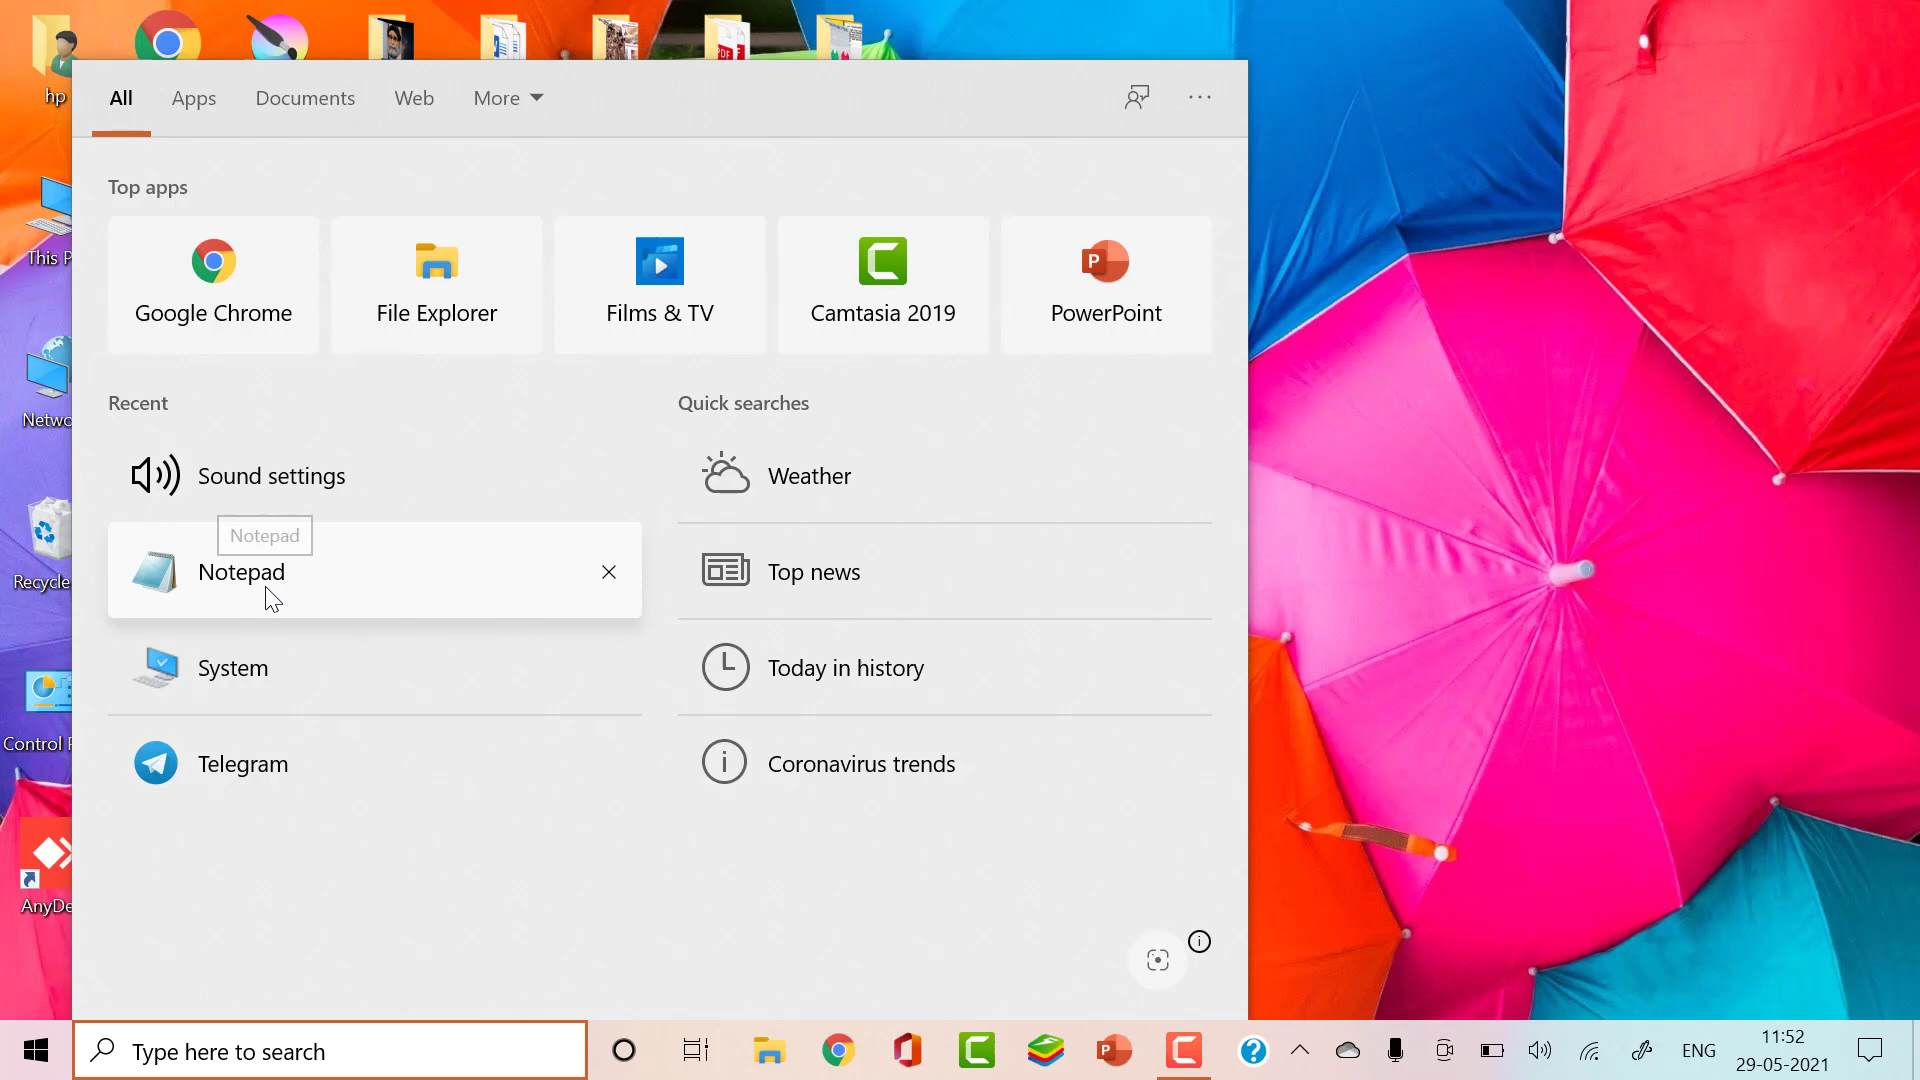 hp
All Apps Documents Web More
Top apps
Google Chrome File Explorer Films & TV Camtasia 2019 PowerPoint
Recent Quick searches
This P
Sound settings Weather
Netwo
Notepad
Notepad Top news
Recycle
System Today in history
Control P
Telegram Coronavirus trends
AnyDe
Type here to search
ENG
11:52
29-05-2021